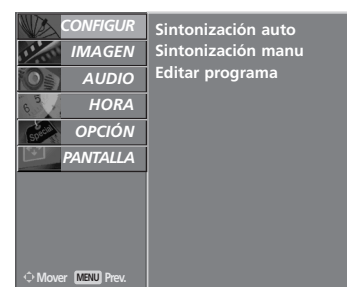 CONFIGUR
IMAGEN
AUDIO
HORA
OPCIÓN
PANTALLA
Sintonización auto
Sintonización manu
Editar programa
Mover MENU Prev.